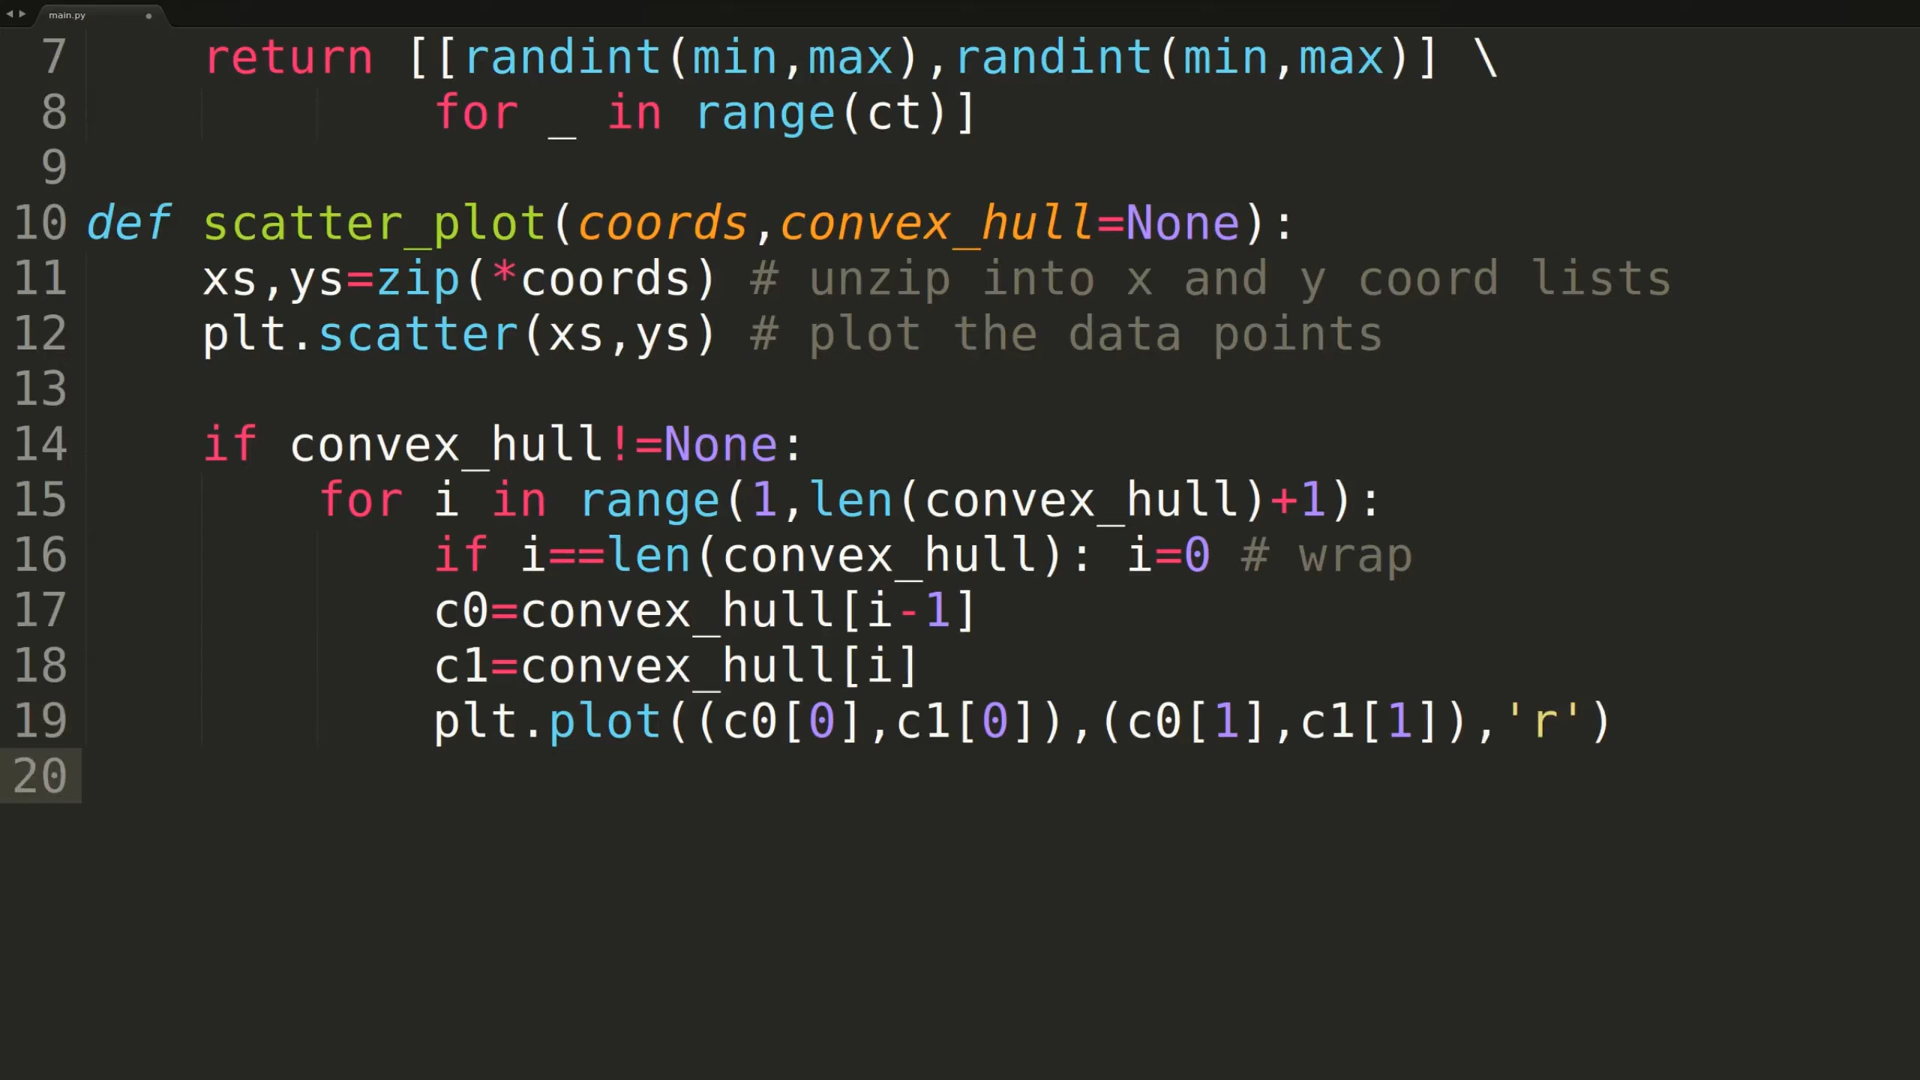 main.py
7 return [[randint(min,max),randint(min,max)] \
8 for _ in range(ct)]
9
10 def scatter_plot(coords,convex_hull=None):
11 xs,ys=zip(*coords) # unzip into x and y coord lists
12 plt.scatter(xs,ys) # plot the data points
13
14 if convex_hull!=None:
15 for i in range(1,len(convex_hull)+1):
16 if i==len(convex_hull): i=0 # wrap
17 c0=convex_hull[i-1]
18 c1=convex_hull[i]
19 plt.plot((c0[0],c1[0]),(c0[1],c1[1]),'r')
20